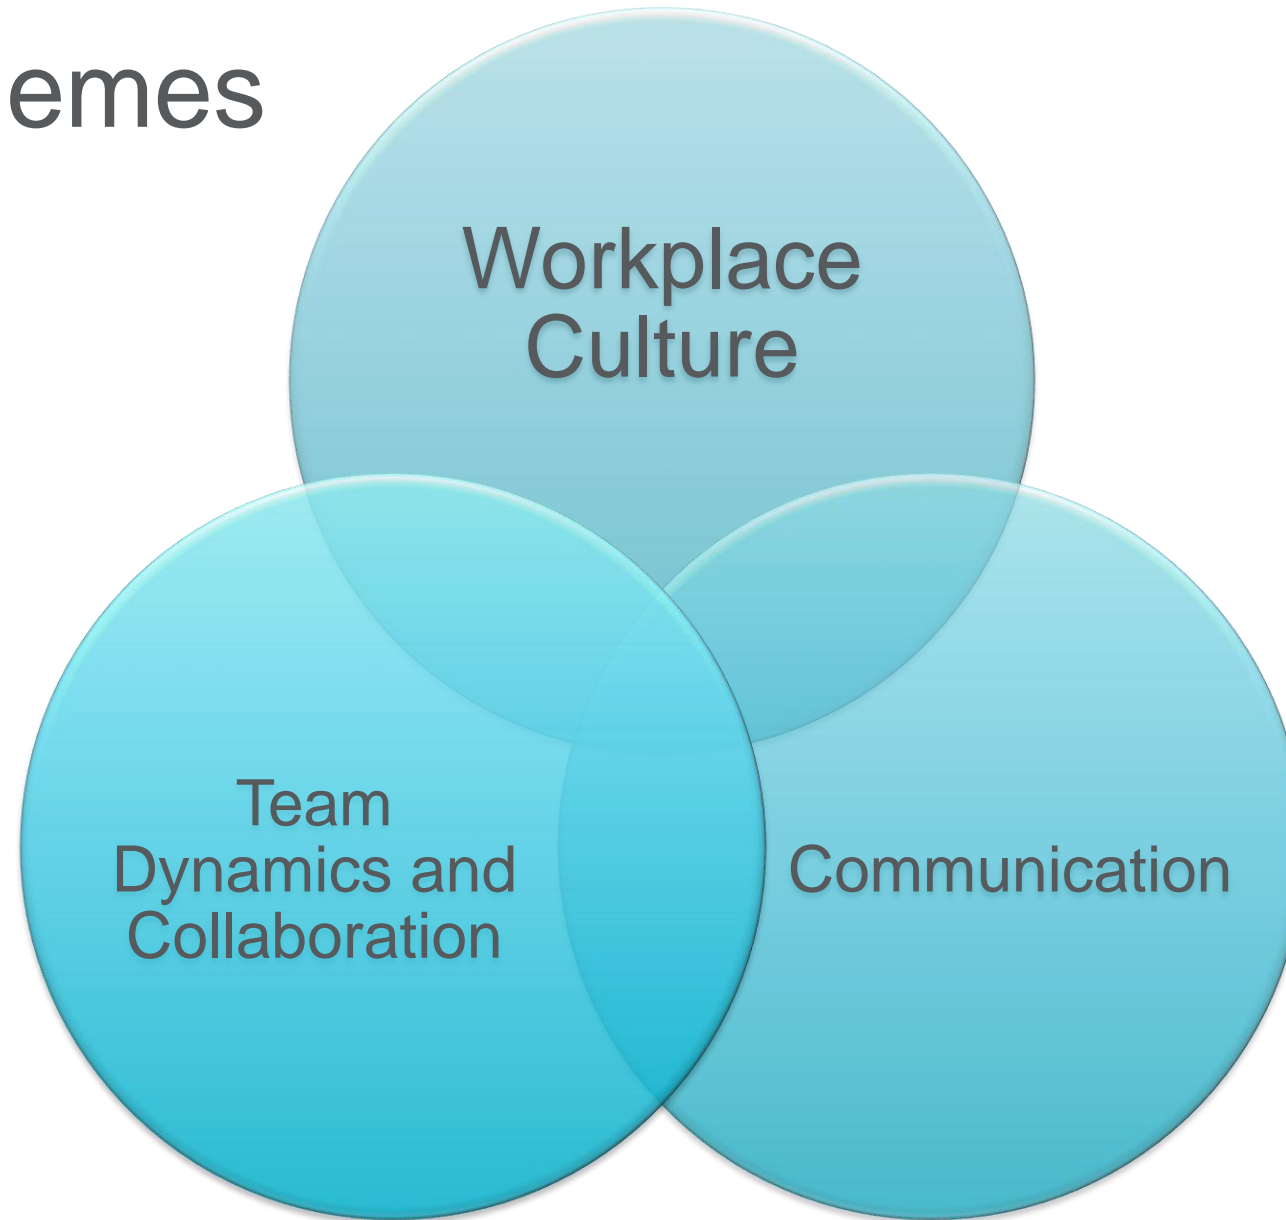 emes
Workplace
Culture
Team
Dynamics and
Collaboration
Communication